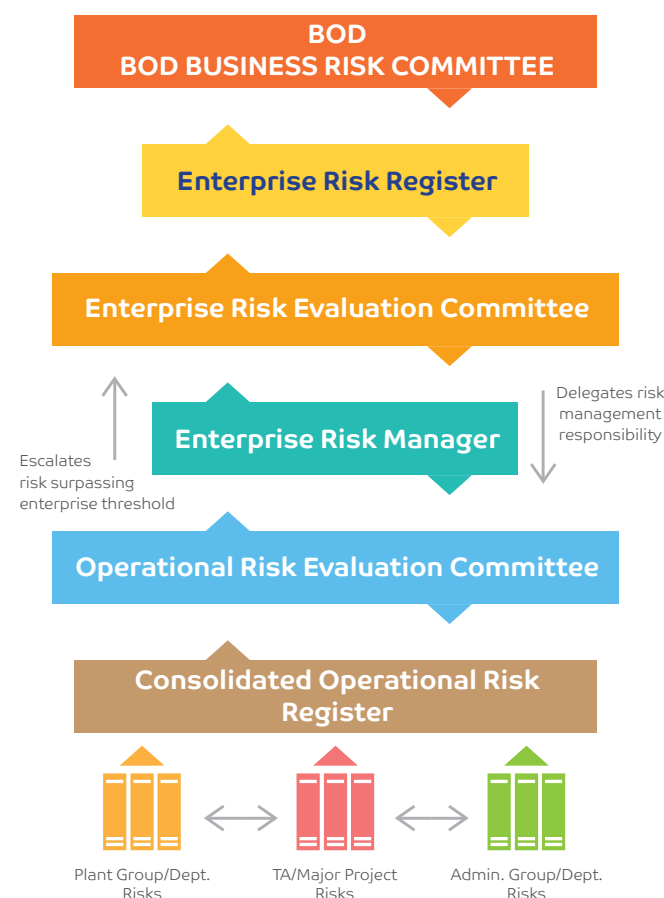 BOD
BOD BUSINESS RISK COMMITTEE
Enterprise Risk Register
Enterprise Risk Evaluation Committee
Delegates risk
management
responsibility
Enterprise Risk Manager
Escalates
risk surpassing
enterprise threshold
Operational Risk Evaluation Committee
Consolidated Operational Risk
Register
Plant Group/Dept.
Risks
TA/Major Project
Risks
Admin. Group/Dept.
Risks